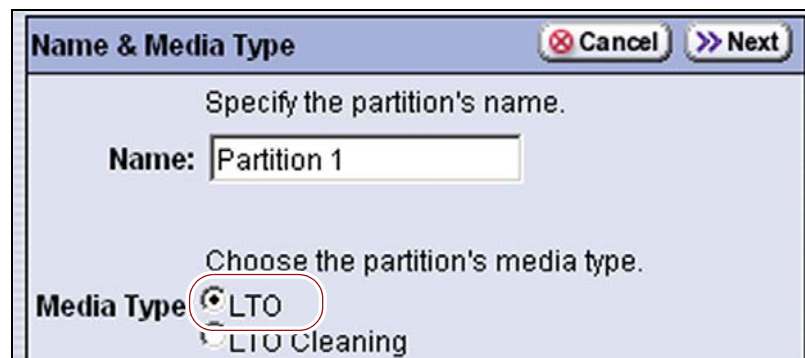 Name & Media Type Cancel Next
Specify the partition's name.
Name: Partition 1
Choose the partition's media type.
Media Type LTO
LTO Cleaning